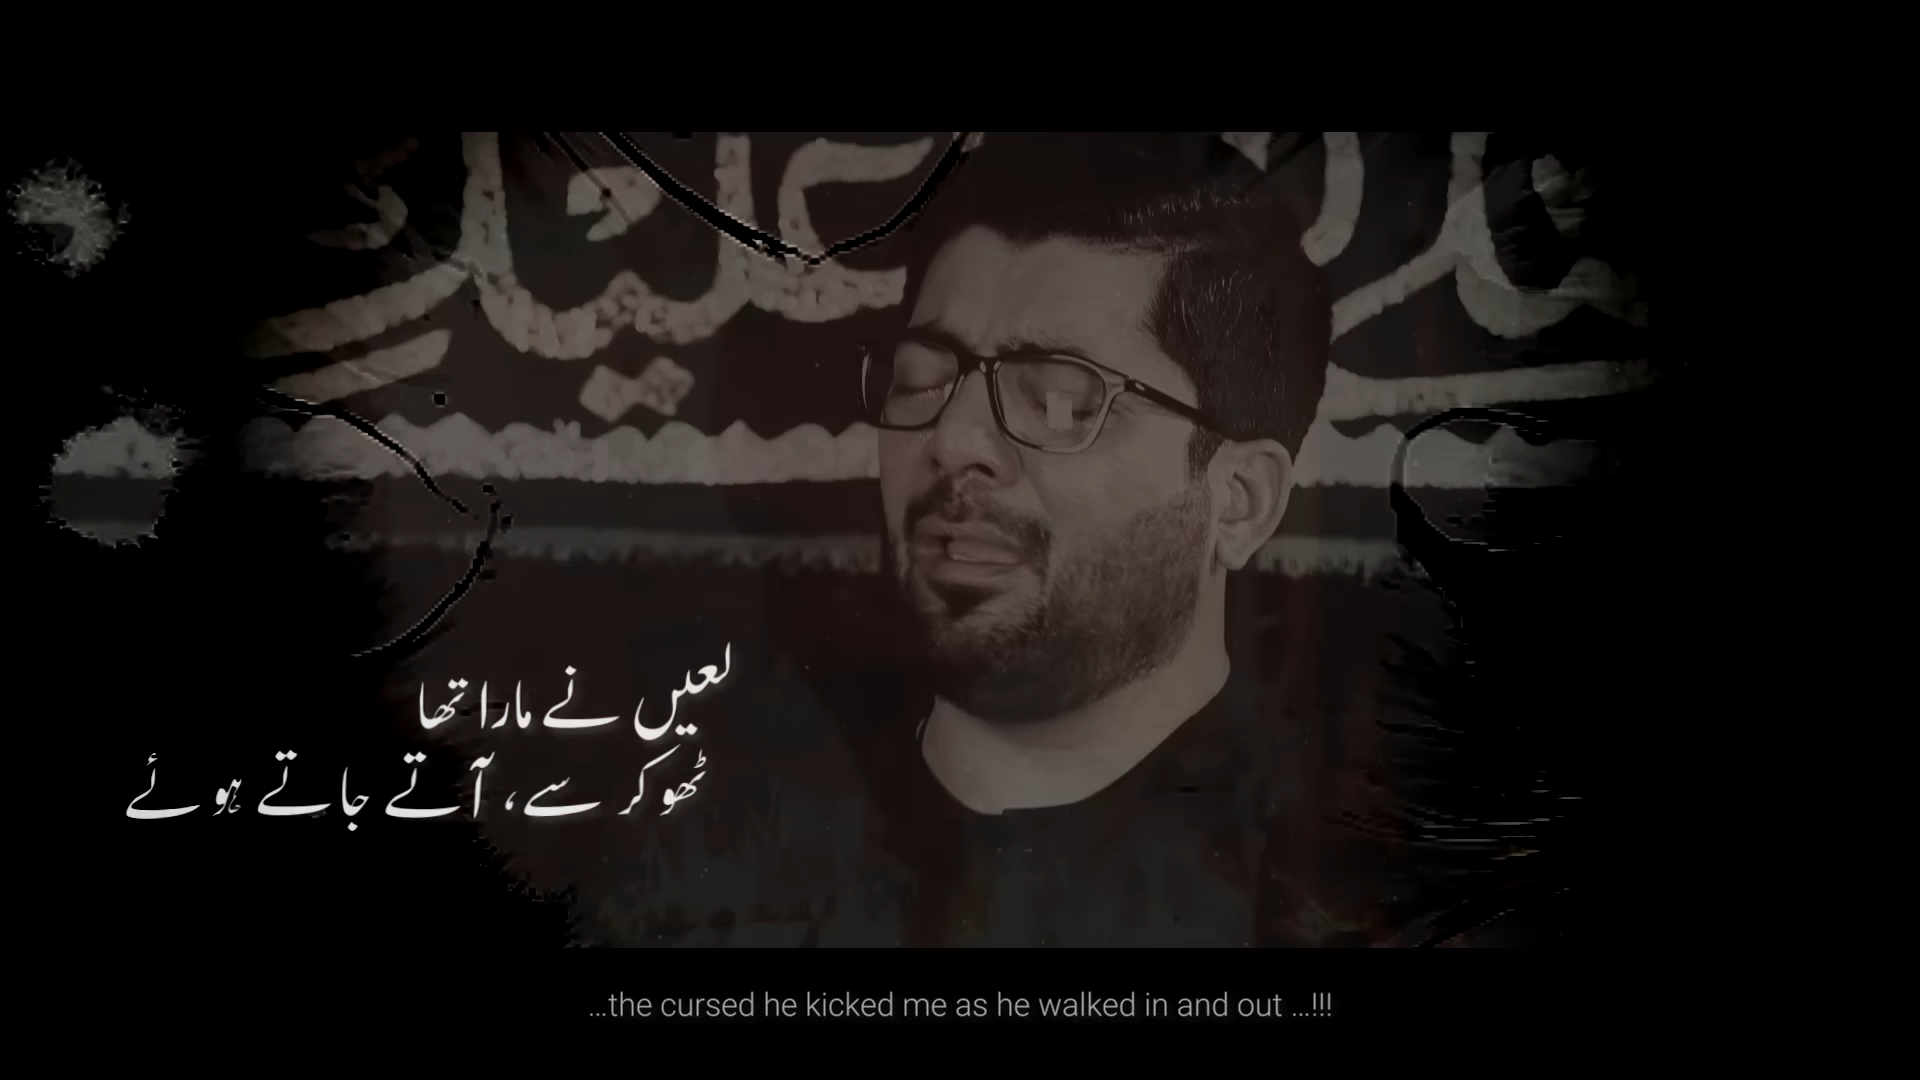 لعیں نے مارا تھا
ٹھوکر سے، آتے جاتے ہوئے
...the cursed he kicked me as he walked in and out ...!!!